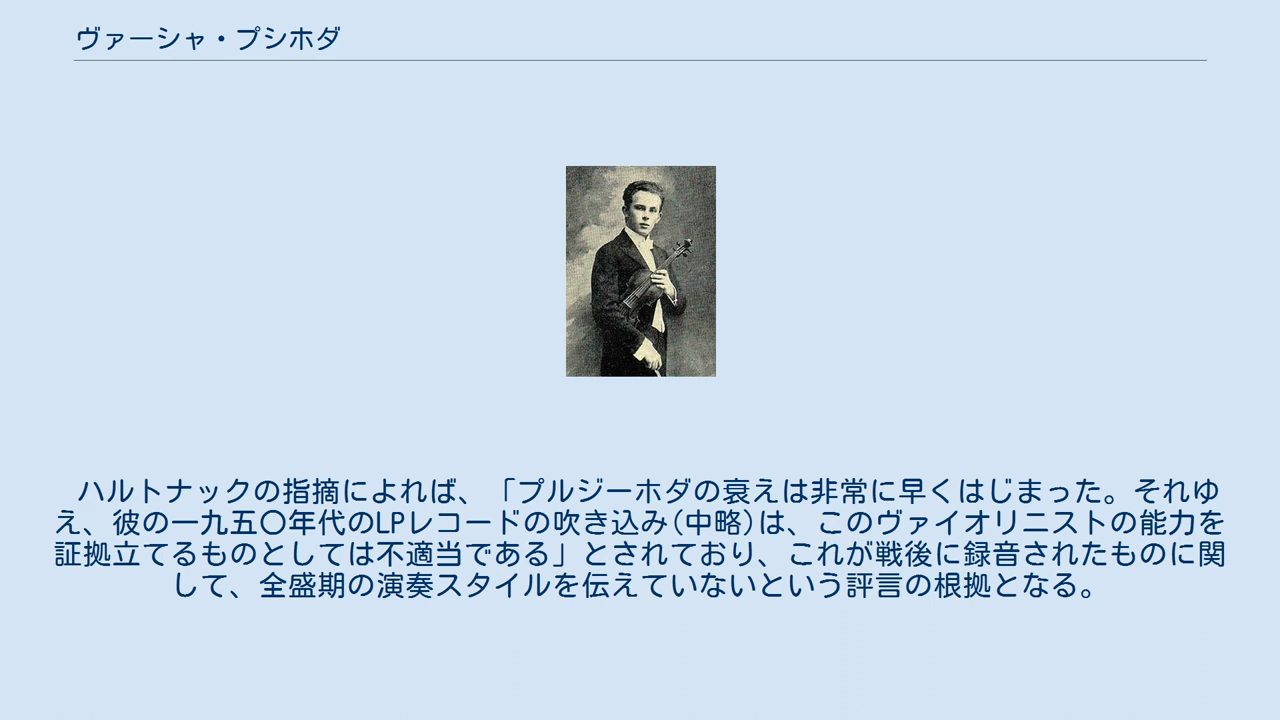 ヴァーシャ・プシホダ
ハルトナックの指摘によれば、「プルジーホダの衰えは非常に早くはじまった。それゆ
え、彼の一九五〇年代のLPレコードの吹き込み(中略)は、このヴァイオリニストの能力を
証拠立てるものとしては不適当である」とされており、これが戦後に録音されたものに関
して、全盛期の演奏スタイルを伝えていないという評言の根拠となる。